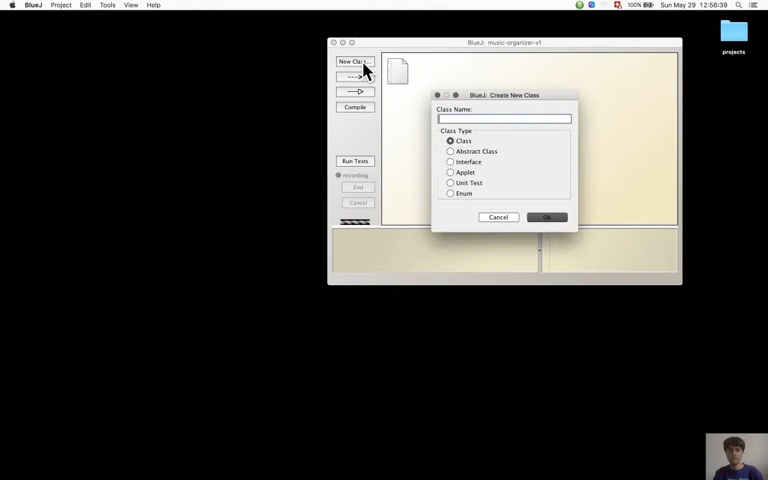 BlueJ Project Edit Tools View Help
100% Sun May 29 12:56:39
BlueJ: music-organizer-v1
projects
New Class...
Compile
Run Tests
recording
End
Cancel
BlueJ: Create New Class
Class Name:
Class Type
Class
Abstract Class
Interface
Applet
Unit Test
Enum
Cancel
Ok